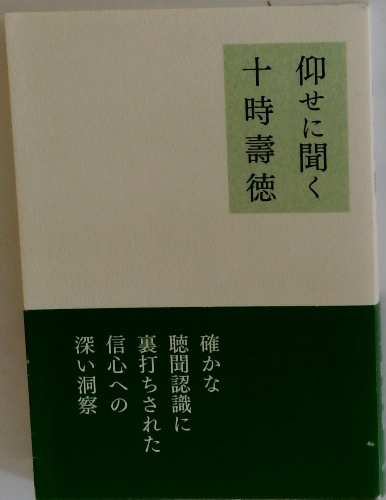 仰せに聞く
十時壽徳
確かな
聴聞認識に
裏打ちされた
信心への
深い洞察